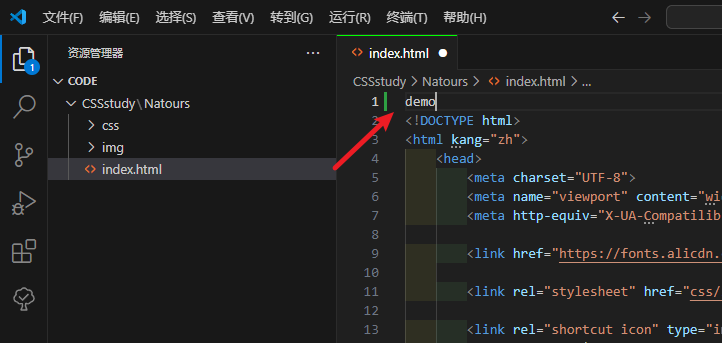 文件(F) 编辑(E) 选择(S) 查看(V) 转到(G) 运行(R) 终端(T) 帮助(H)
资源管理器 ...
CODE
CSSstudy\Natours
css
img
index.html
1
index.html
CSSstudy > Natours > index.html > ...
1 demo
2 <!DOCTYPE html>
3 <html kang="zh">
4 <head>
5 <meta charset="UTF-8">
6 <meta name="viewport" content="wi
7 <meta http-equiv="X-UA-Compatilib
8
9 <link href="https://fonts.alicdn.
10
11 <link rel="stylesheet" href="css/
12
13 <link rel="shortcut icon" type="i